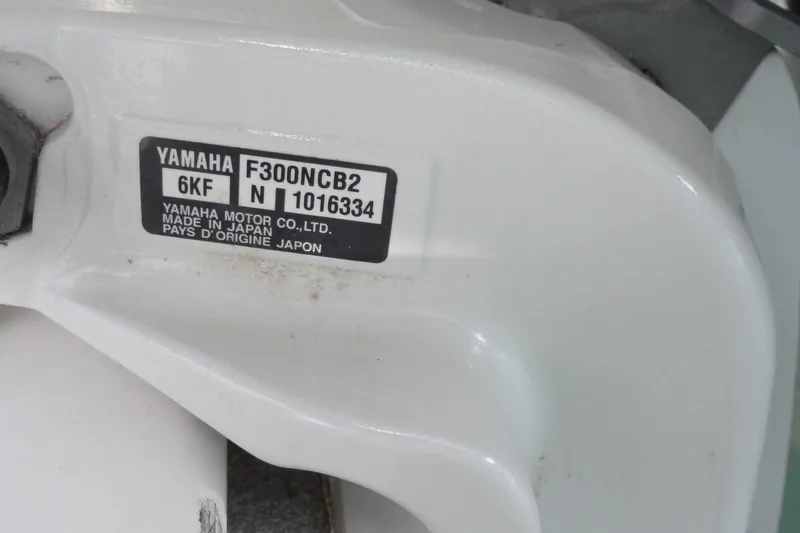 YAMAHA F300NCB2
6KF N 1016334
YAMAHA MOTOR CO.,LTD.
MADE IN JAPAN
PAYS D'ORIGINE JAPON